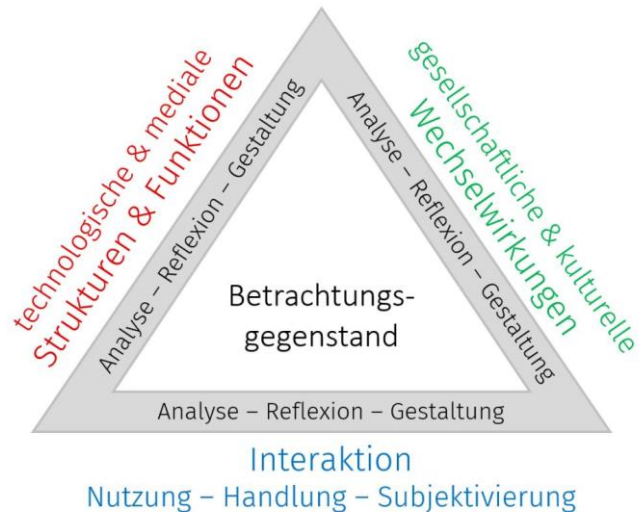 technologische & mediale
Strukturen & Funktionen
Analyse – Reflexion – Gestaltung
gesellschaftliche & kulturelle
Wechselwirkungen
Analyse – Reflexion – Gestaltung
Betrachtungs-
gegenstand
Analyse – Reflexion – Gestaltung
Interaktion
Nutzung – Handlung – Subjektivierung